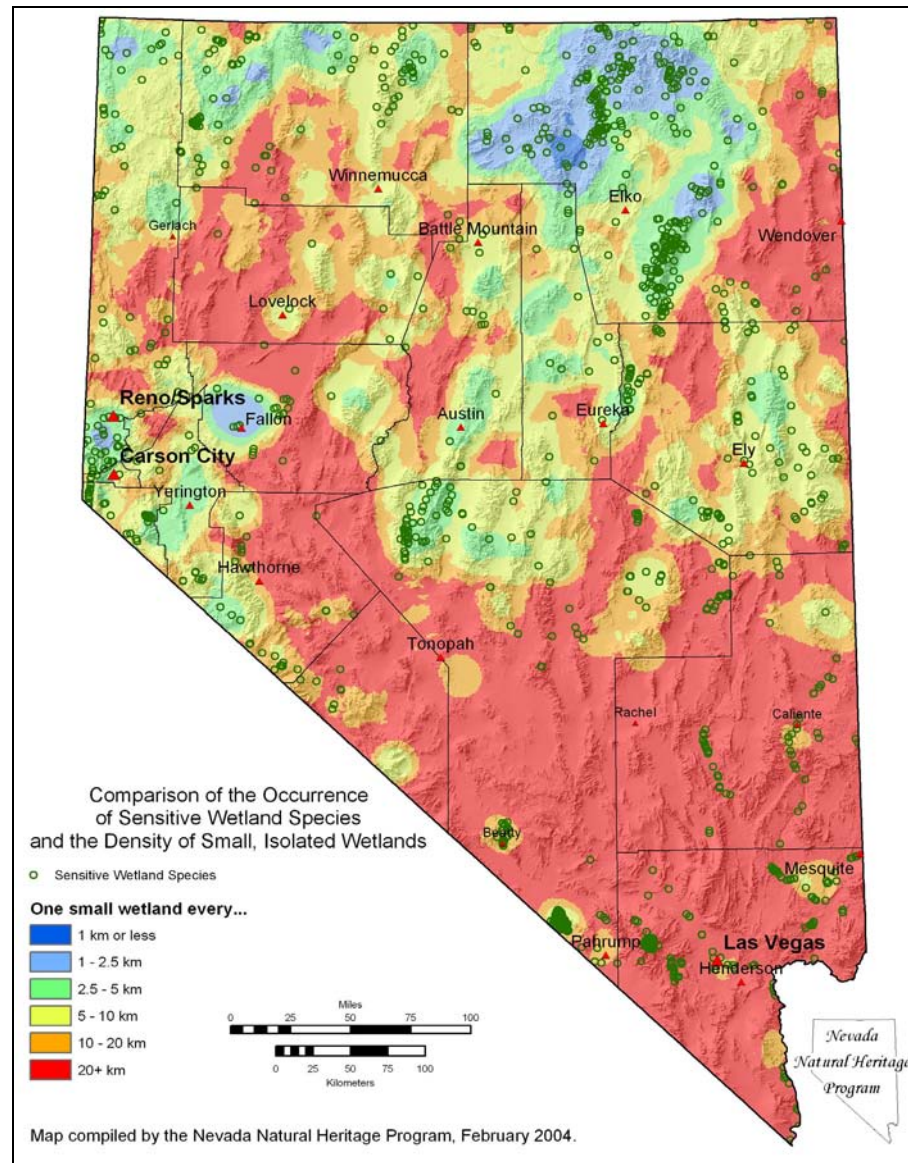 Winnemucca
Elko
Gerlach
Battle Mountain
Wendover
Lovelock
Reno/Sparks
Fallon
Austin
Eureka
Ely
Carson City
Yerington
Hawthorne
Tonopah
Rachel
Caliente
Beatty
Mesquite
Pahrump
Las Vegas
Henderson
Comparison of the Occurrence
of Sensitive Wetland Species
and the Density of Small, Isolated Wetlands
Sensitive Wetland Species
One small wetland every...
1 km or less
1 - 2.5 km
2.5 - 5 km
5 - 10 km
10 - 20 km
20+ km
Miles
0 25 50 75 100
0 25 50 75 100
Kilometers
Nevada
Natural Heritage
Program
Map compiled by the Nevada Natural Heritage Program, February 2004.